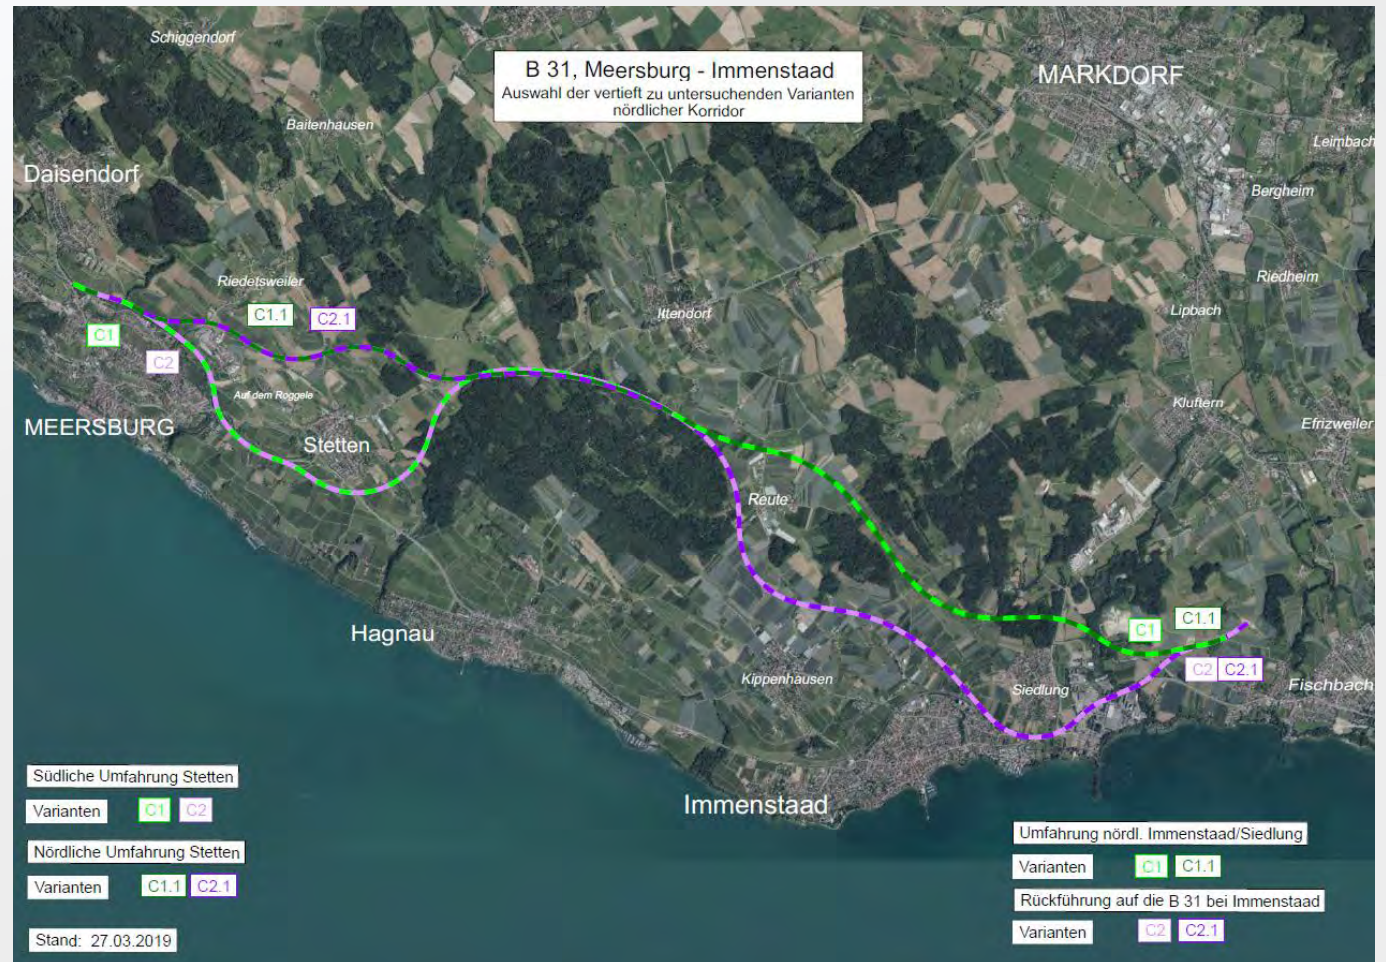 Schiggendorf
B 31, Meersburg - Immenstaad
Auswahl der vertieft zu untersuchenden Varianten
nördlicher Korridor
MARKDORF
Baitenhausen
Leimbach
Daisendorf
Bergheim
Riedetsweiler
Riedheim
C1.1
C2.1
Ittendorf
Lipbach
C1
C2
Auf dem Roggele
MEERSBURG
Stetten
Kluftern
Efrizweiler
Reute
Hagnau
C1
C1.1
Kippenhausen
Siedlung
C2
C2.1
Fischbach
Immenstaad
Südliche Umfahrung Stetten
Varianten C1 C2
Nördliche Umfahrung Stetten
Varianten C1.1 C2.1
Stand: 27.03.2019
Umfahrung nördl. Immenstaad/Siedlung
Varianten C1 C1.1
Rückführung auf die B 31 bei Immenstaad
Varianten C2 C2.1